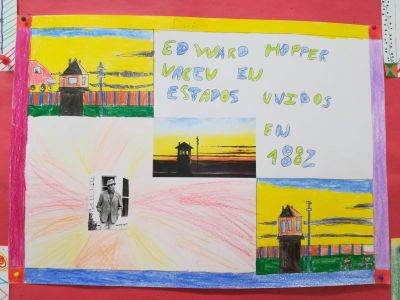 EDWARD HOPPER
NACEU EN
ESTADOS UNIDOS
EN
1882